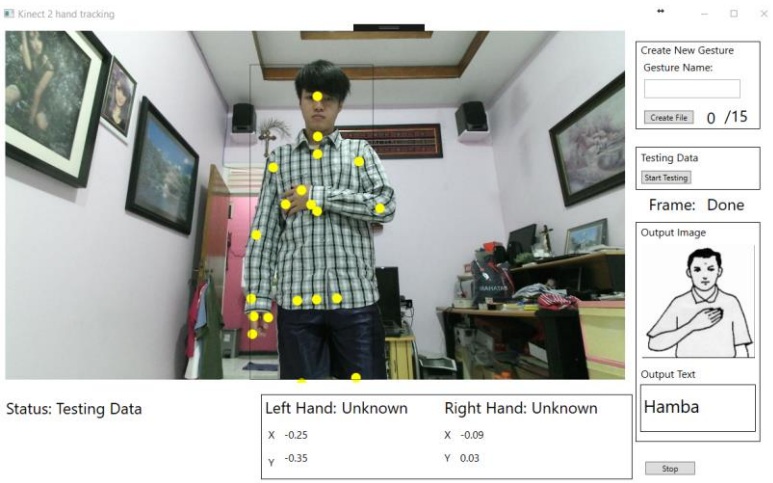 Kinect 2 hand tracking
Create New Gesture
Gesture Name:
Create File 0 /15
Testing Data
Start Testing
Frame: Done
Output Image
Output Text
Hamba
Stop
Status: Testing Data
Left Hand: Unknown Right Hand: Unknown
X -0.25 X -0.09
Y -0.35 Y 0.03
YAMAHA